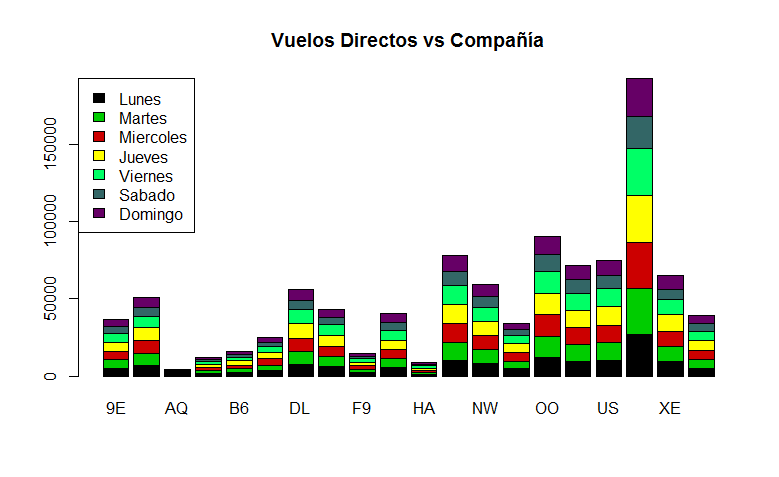 Vuelos Directos vs Compañía
Lunes
Martes
Miercoles
Jueves
Viernes
Sabado
Domingo
150000
100000
50000
0
9E AQ B6 DL F9 HA NW OO US XE